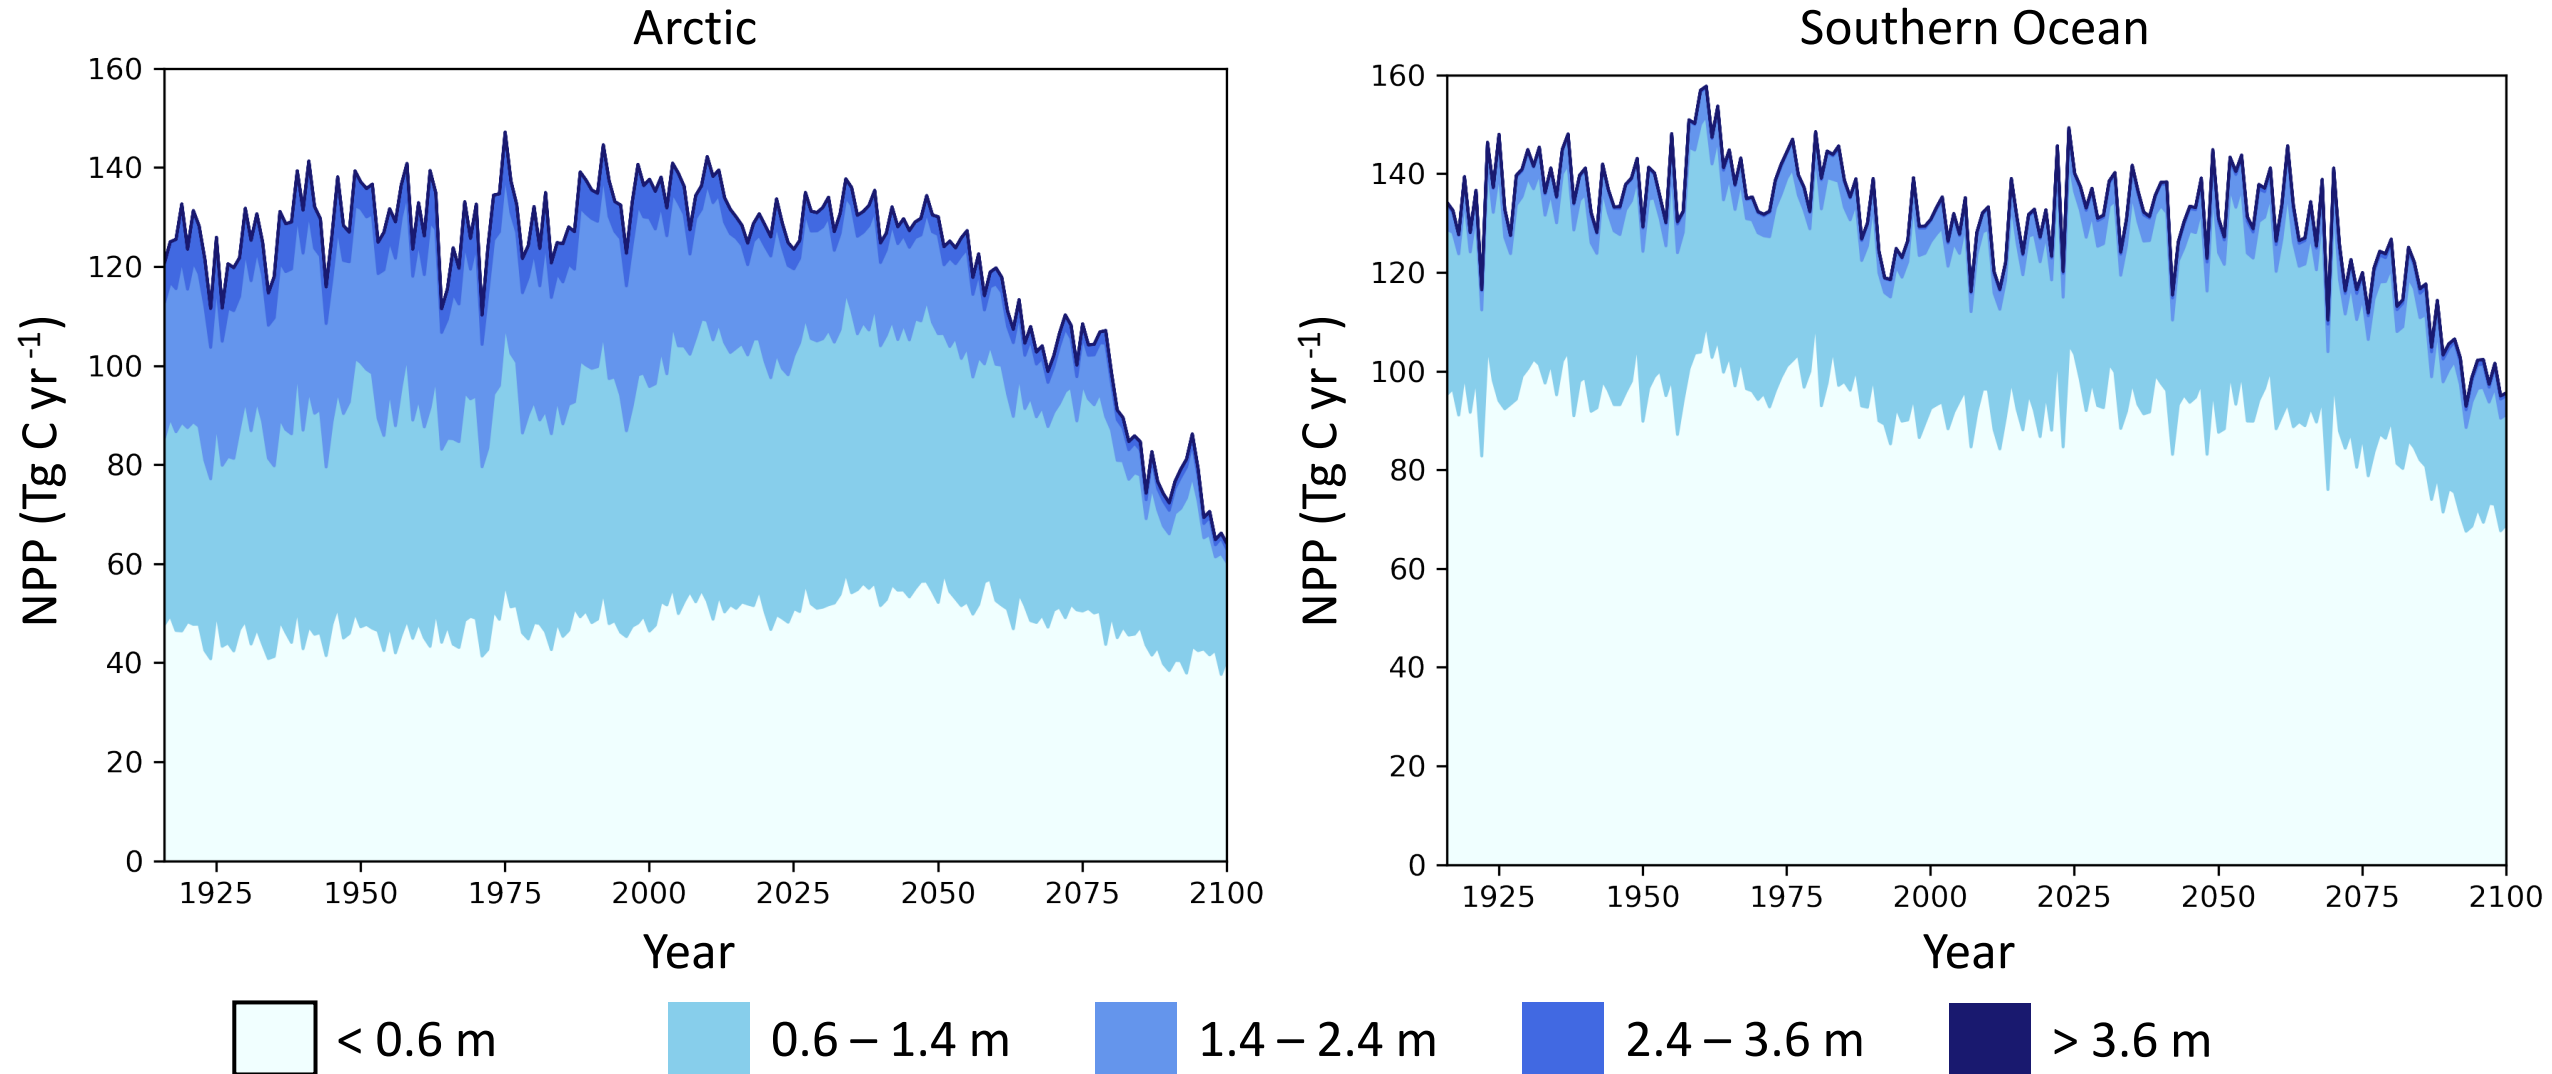 Arctic
Southern Ocean
NPP (Tg C yr -1)
160
140
120
100
80
60
40
20
0
1925 1950 1975 2000 2025 2050 2075 2100
Year
NPP (Tg C yr -1)
160
140
120
100
80
60
40
20
0
1925 1950 1975 2000 2025 2050 2075 2100
Year
< 0.6 m 0.6 – 1.4 m 1.4 – 2.4 m 2.4 – 3.6 m > 3.6 m